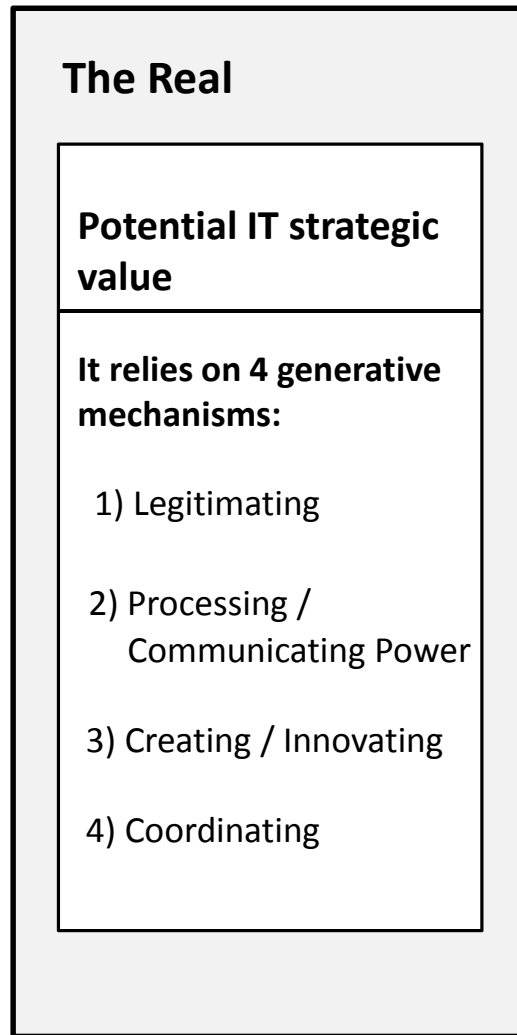 The Real
Potential IT strategic
value
It relies on 4 generative
mechanisms:
1) Legitimating
2) Processing /
Communicating Power
3) Creating / Innovating
4) Coordinating